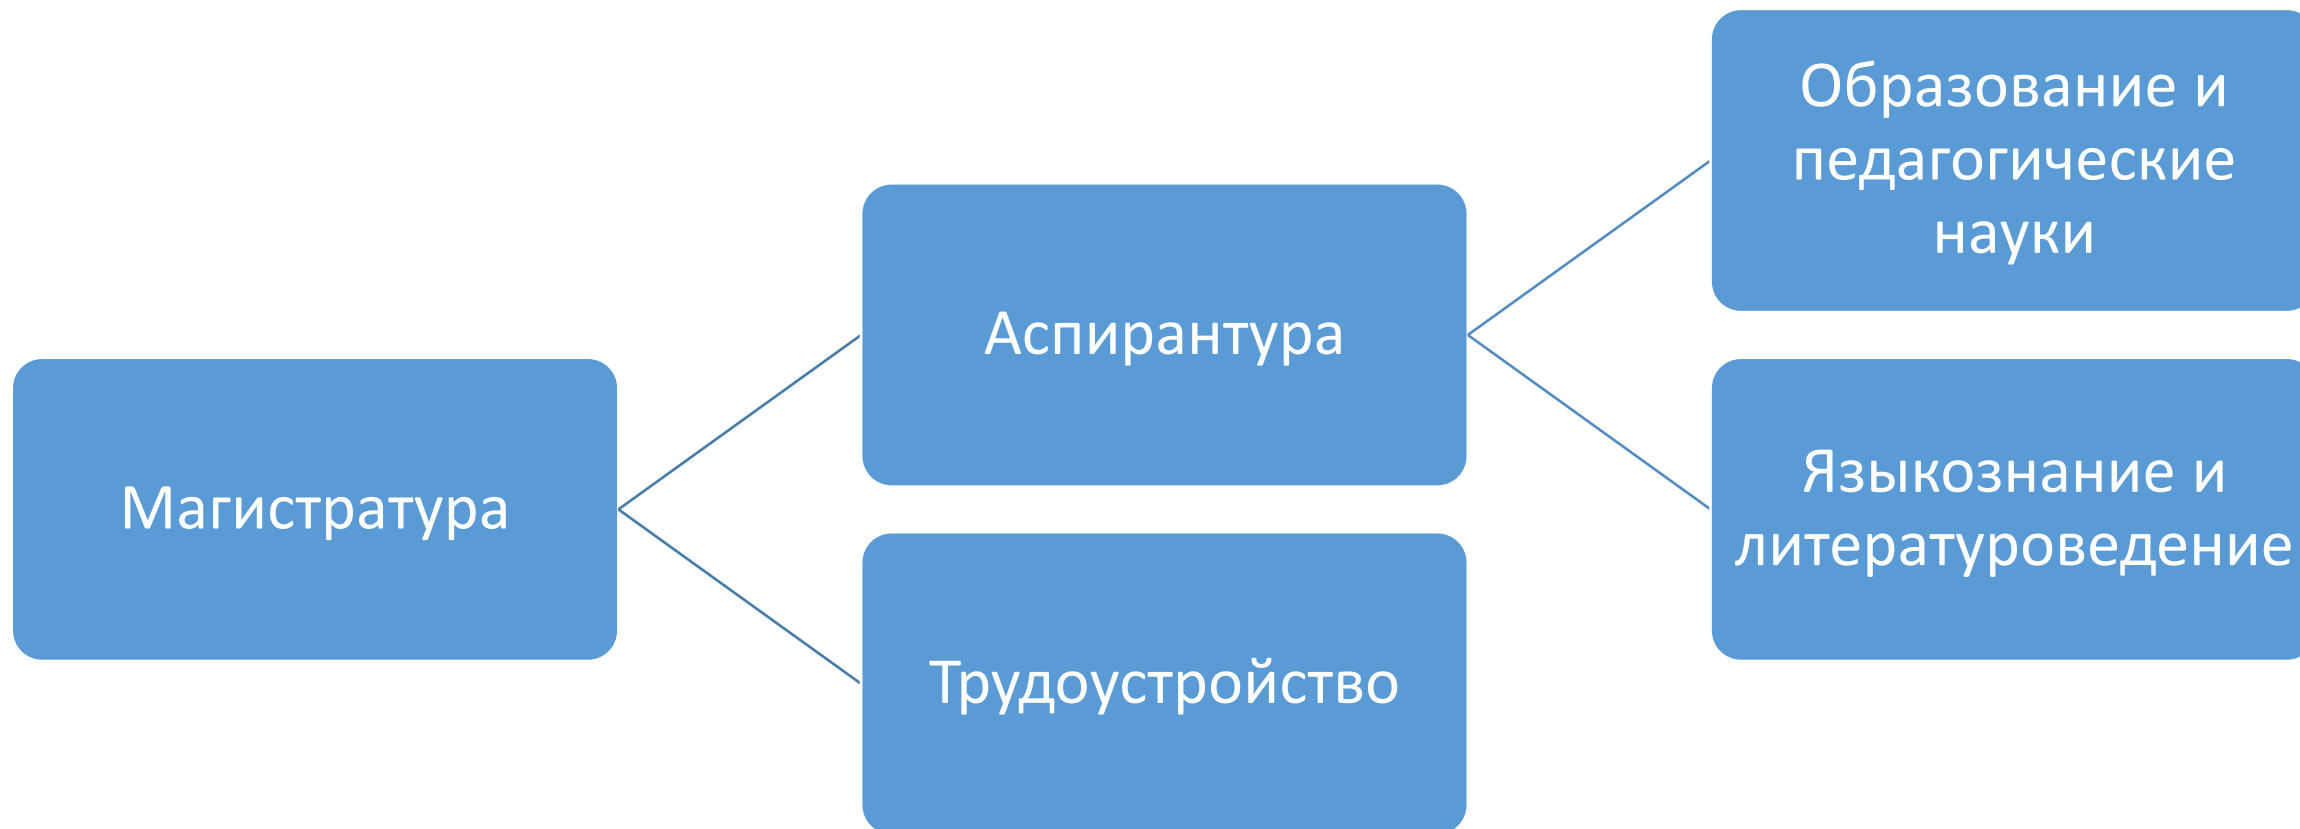 Магистратура
Аспирантура
Трудоустройство
Образование и
педагогические
науки
Языкознание и
литературоведение